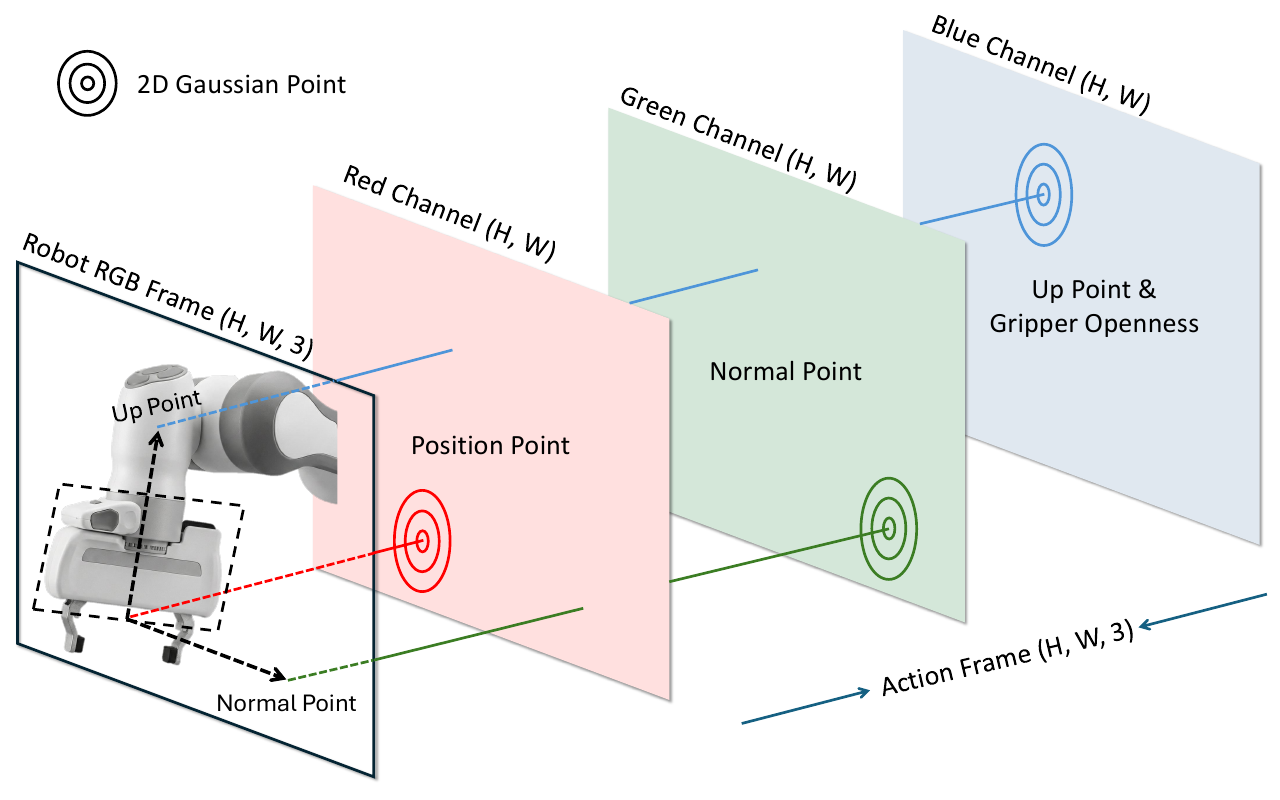 2D Gaussian Point
Blue Channel (H, W)
Green Channel (H, W)
Red Channel (H, W)
Robot RGB Frame (H, W, 3)
Up Point &
Gripper Openness
Normal Point
Position Point
Up Point
Normal Point
Action Frame (H, W, 3)